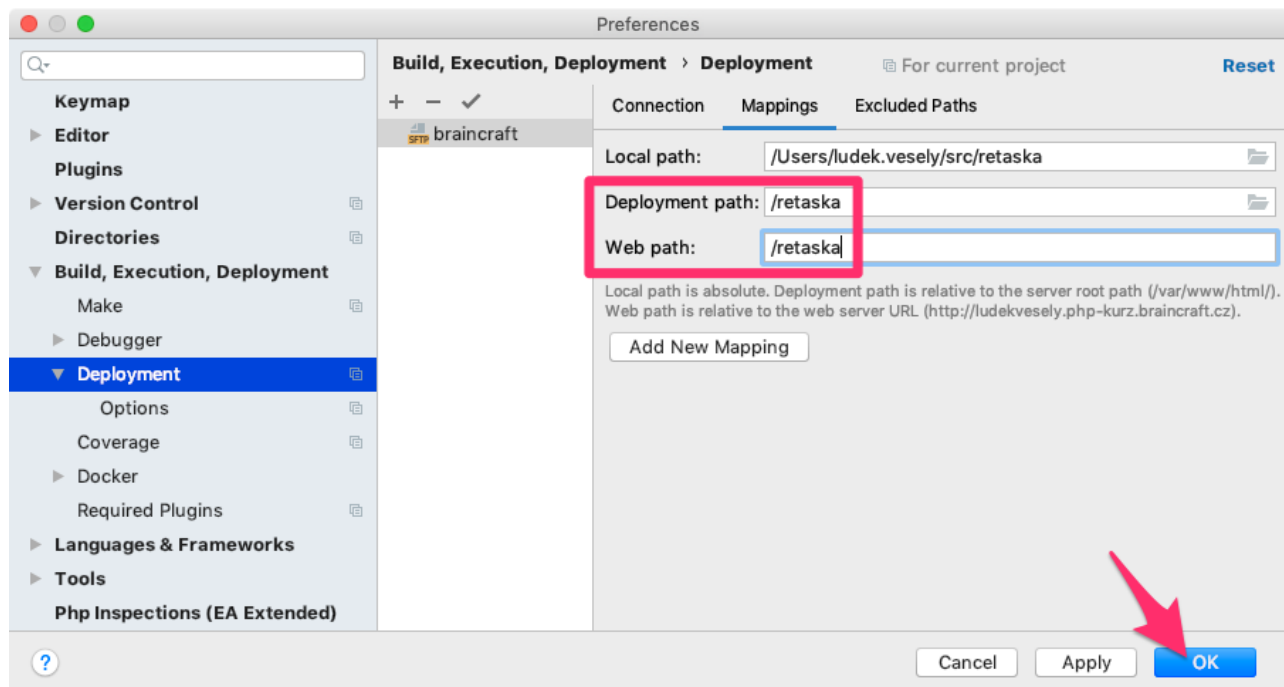 Preferences
Build, Execution, Deployment › Deployment
For current project
Reset
Keymap
Editor
Plugins
Version Control
Directories
Build, Execution, Deployment
Make
Debugger
Deployment
Options
Coverage
Docker
Required Plugins
Languages & Frameworks
Tools
Php Inspections (EA Extended)
SFTP braincraft
Connection Mappings Excluded Paths
Local path: /Users/ludek.vesely/src/retaska
Deployment path: /retaska
Web path: /retaska
Local path is absolute. Deployment path is relative to the server root path (/var/www/html/).
Web path is relative to the web server URL (http://ludekvesely.php-kurz.braincraft.cz).
Add New Mapping
? Cancel Apply OK